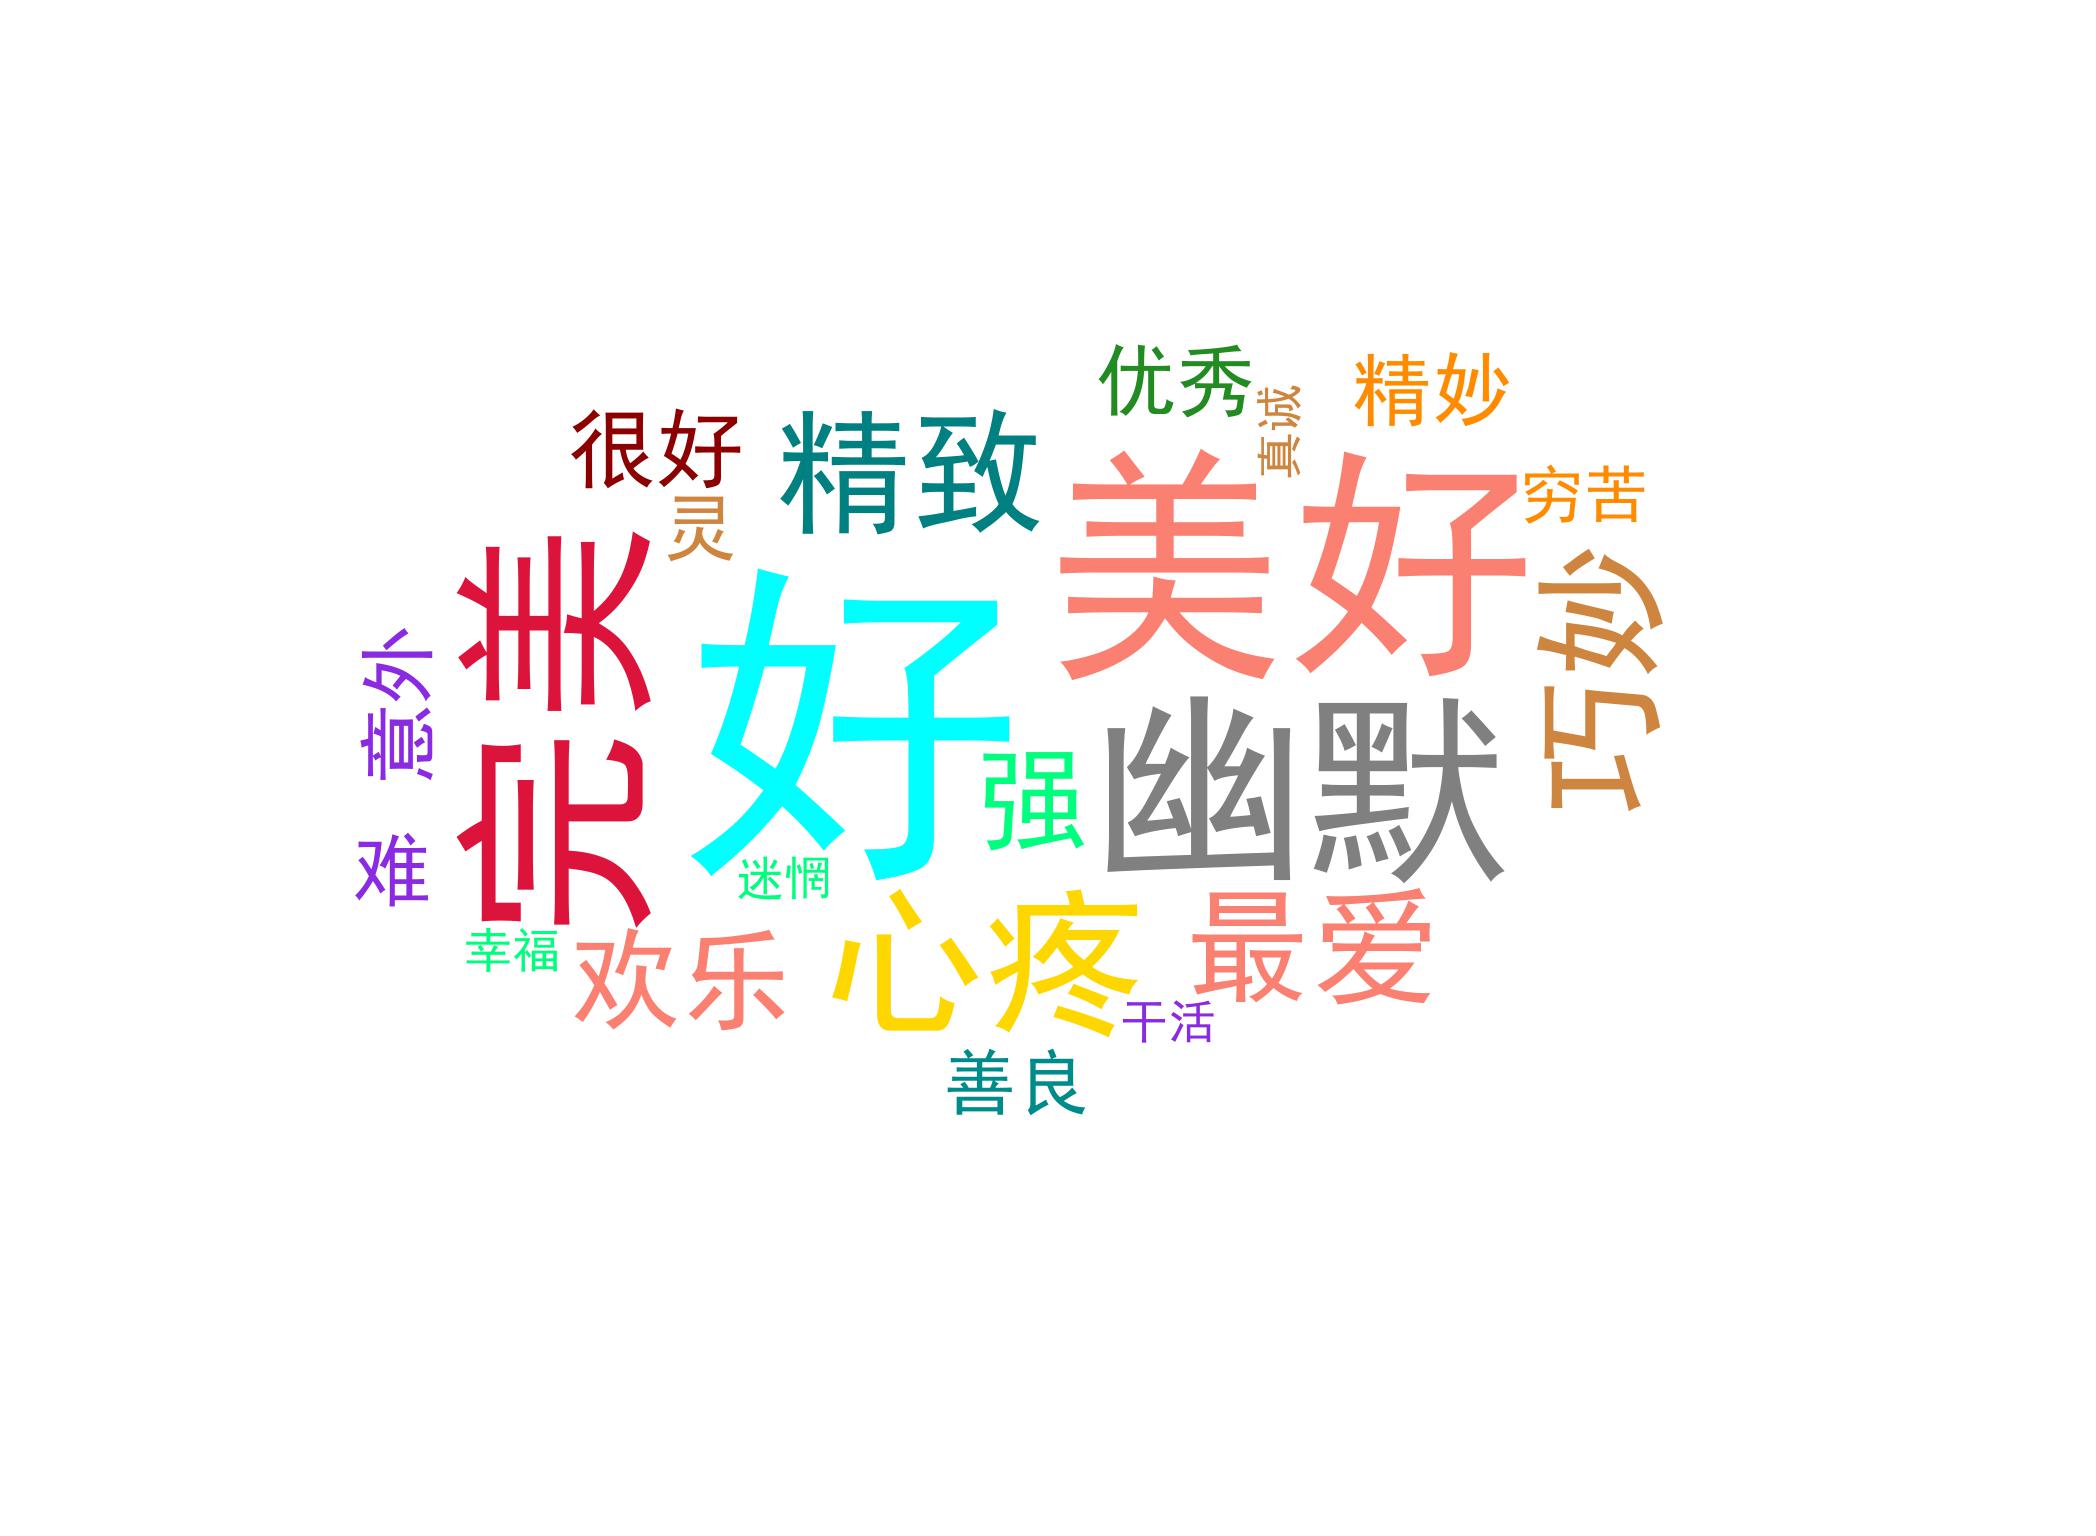 优秀
精妙
真诚
很好
精致
美好
穷苦
灵
完美
好
巧妙
意外
幽默
强
难
迷惘
心疼
最爱
幸福
欢乐
干活
善良